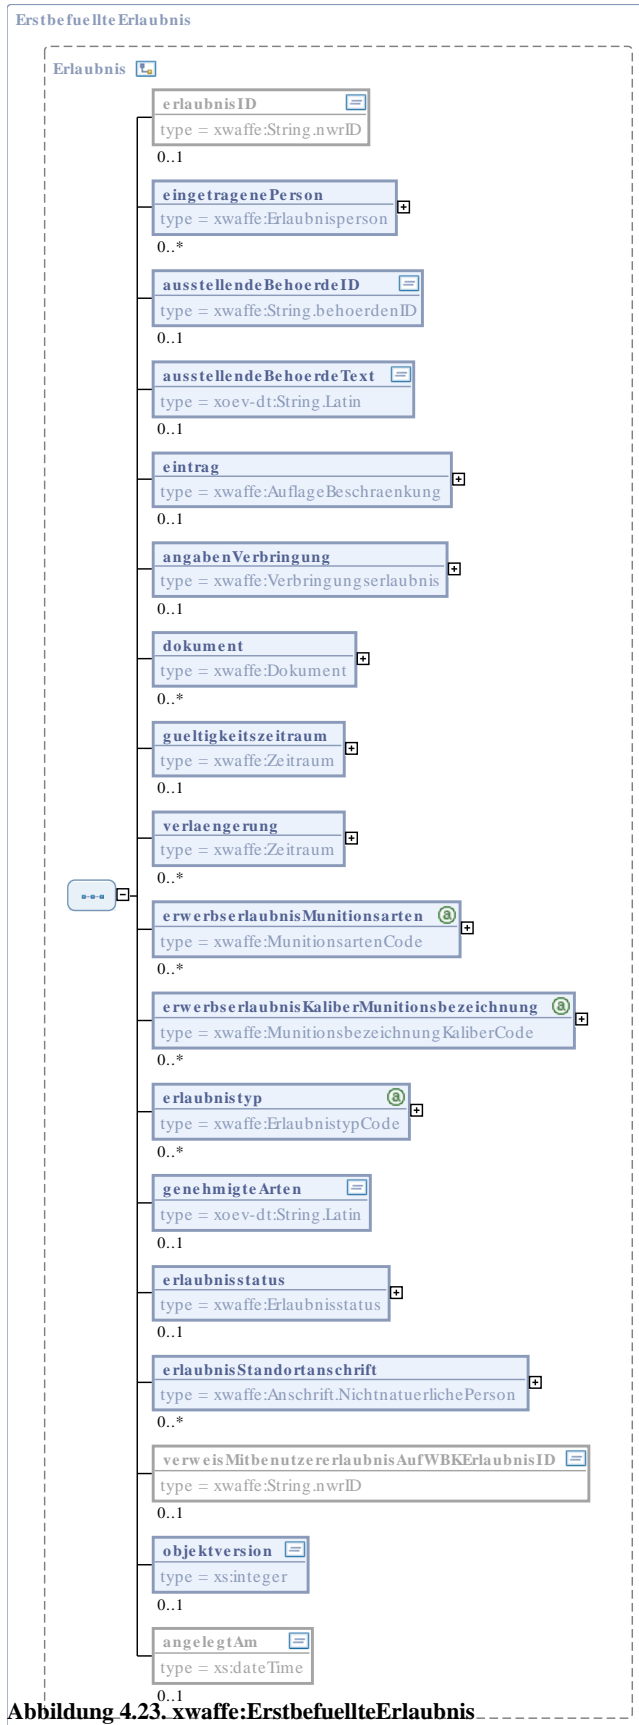 ErstbefuellteErlaubnis
Erlaubnis
erlaubnisID
type = xwaffe:String.nwrID
0..1
eingetragenePerson
type = xwaffe:Erlaubnisperson
0..*
ausstellendeBehoerdeID
type = xwaffe:String.behoerdenID
0..1
ausstellendeBehoerdeText
type = xoev-dt:String.Latin
0..1
eintrag
type = xwaffe:AuflageBeschraenkung
0..1
angabenVerbringung
type = xwaffe:Verbringungserlaubnis
0..1
dokument
type = xwaffe:Dokument
0..*
gueltigkeitszeitraum
type = xwaffe:Zeitraum
0..1
verlaengerung
type = xwaffe:Zeitraum
0..*
erwerbserlaubnisMunitionsarten
type = xwaffe:MunitionsartenCode
0..*
erwerbserlaubnisKaliberMunitionsbezeichnung
type = xwaffe:MunitionsbezeichnungKaliberCode
0..*
erlaubnistyp
type = xwaffe:ErlaubnistypCode
0..*
genehmigteArten
type = xoev-dt:String.Latin
0..1
erlaubnisstatus
type = xwaffe:Erlaubnisstatus
0..1
erlaubnisStandortanschrift
type = xwaffe:Anschrift.NichtnatuerlichePerson
0..*
verweisMitbenutzererlaubnisAufWBKErlaubnisID
type = xwaffe:String.nwrID
0..1
objektversion
type = xs:integer
0..1
angelegtAm
type = xs:dateTime
0..1
Abbildung 4.23. xwaffe:ErstbefuellteErlaubnis